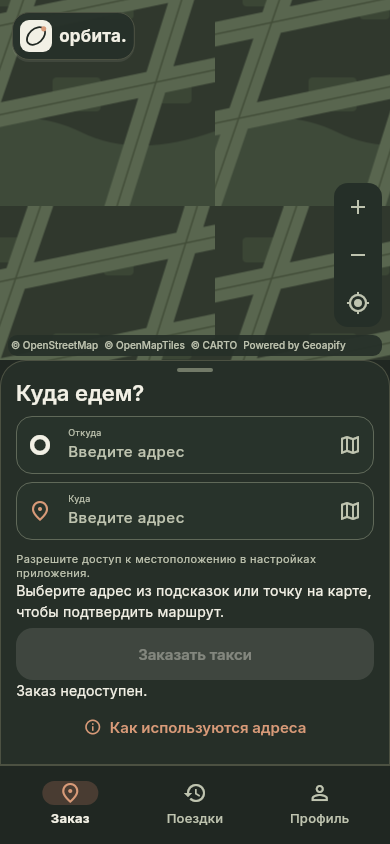 орбита.
© OpenStreetMap © OpenMapTiles © CARTO Powered by Geoapify
Куда едем?
Откуда
Введите адрес
Куда
Введите адрес
Разрешите доступ к местоположению в настройках
приложения.
Выберите адрес из подсказок или точку на карте,
чтобы подтвердить маршрут.
Заказать такси
Заказ недоступен.
Как используются адреса
Заказ Поездки Профиль